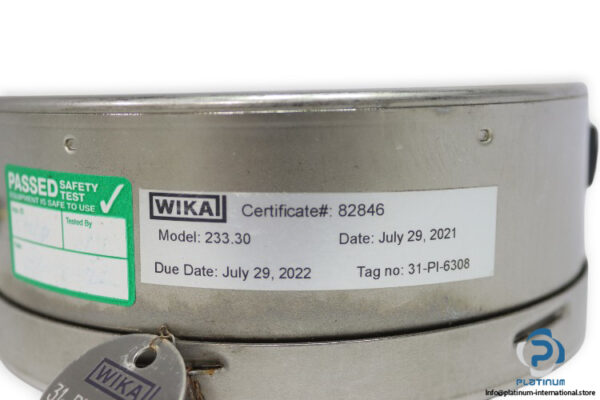 PASSED SAFETY TEST
EQUIPMENT IS SAFE TO USE
Tested By
WIKA Certificate#: 82846
Model: 233.30 Date: July 29, 2021
Due Date: July 29, 2022 Tag no: 31-PI-6308
WIKA
31
PLATINUM
info@platinum-international.store